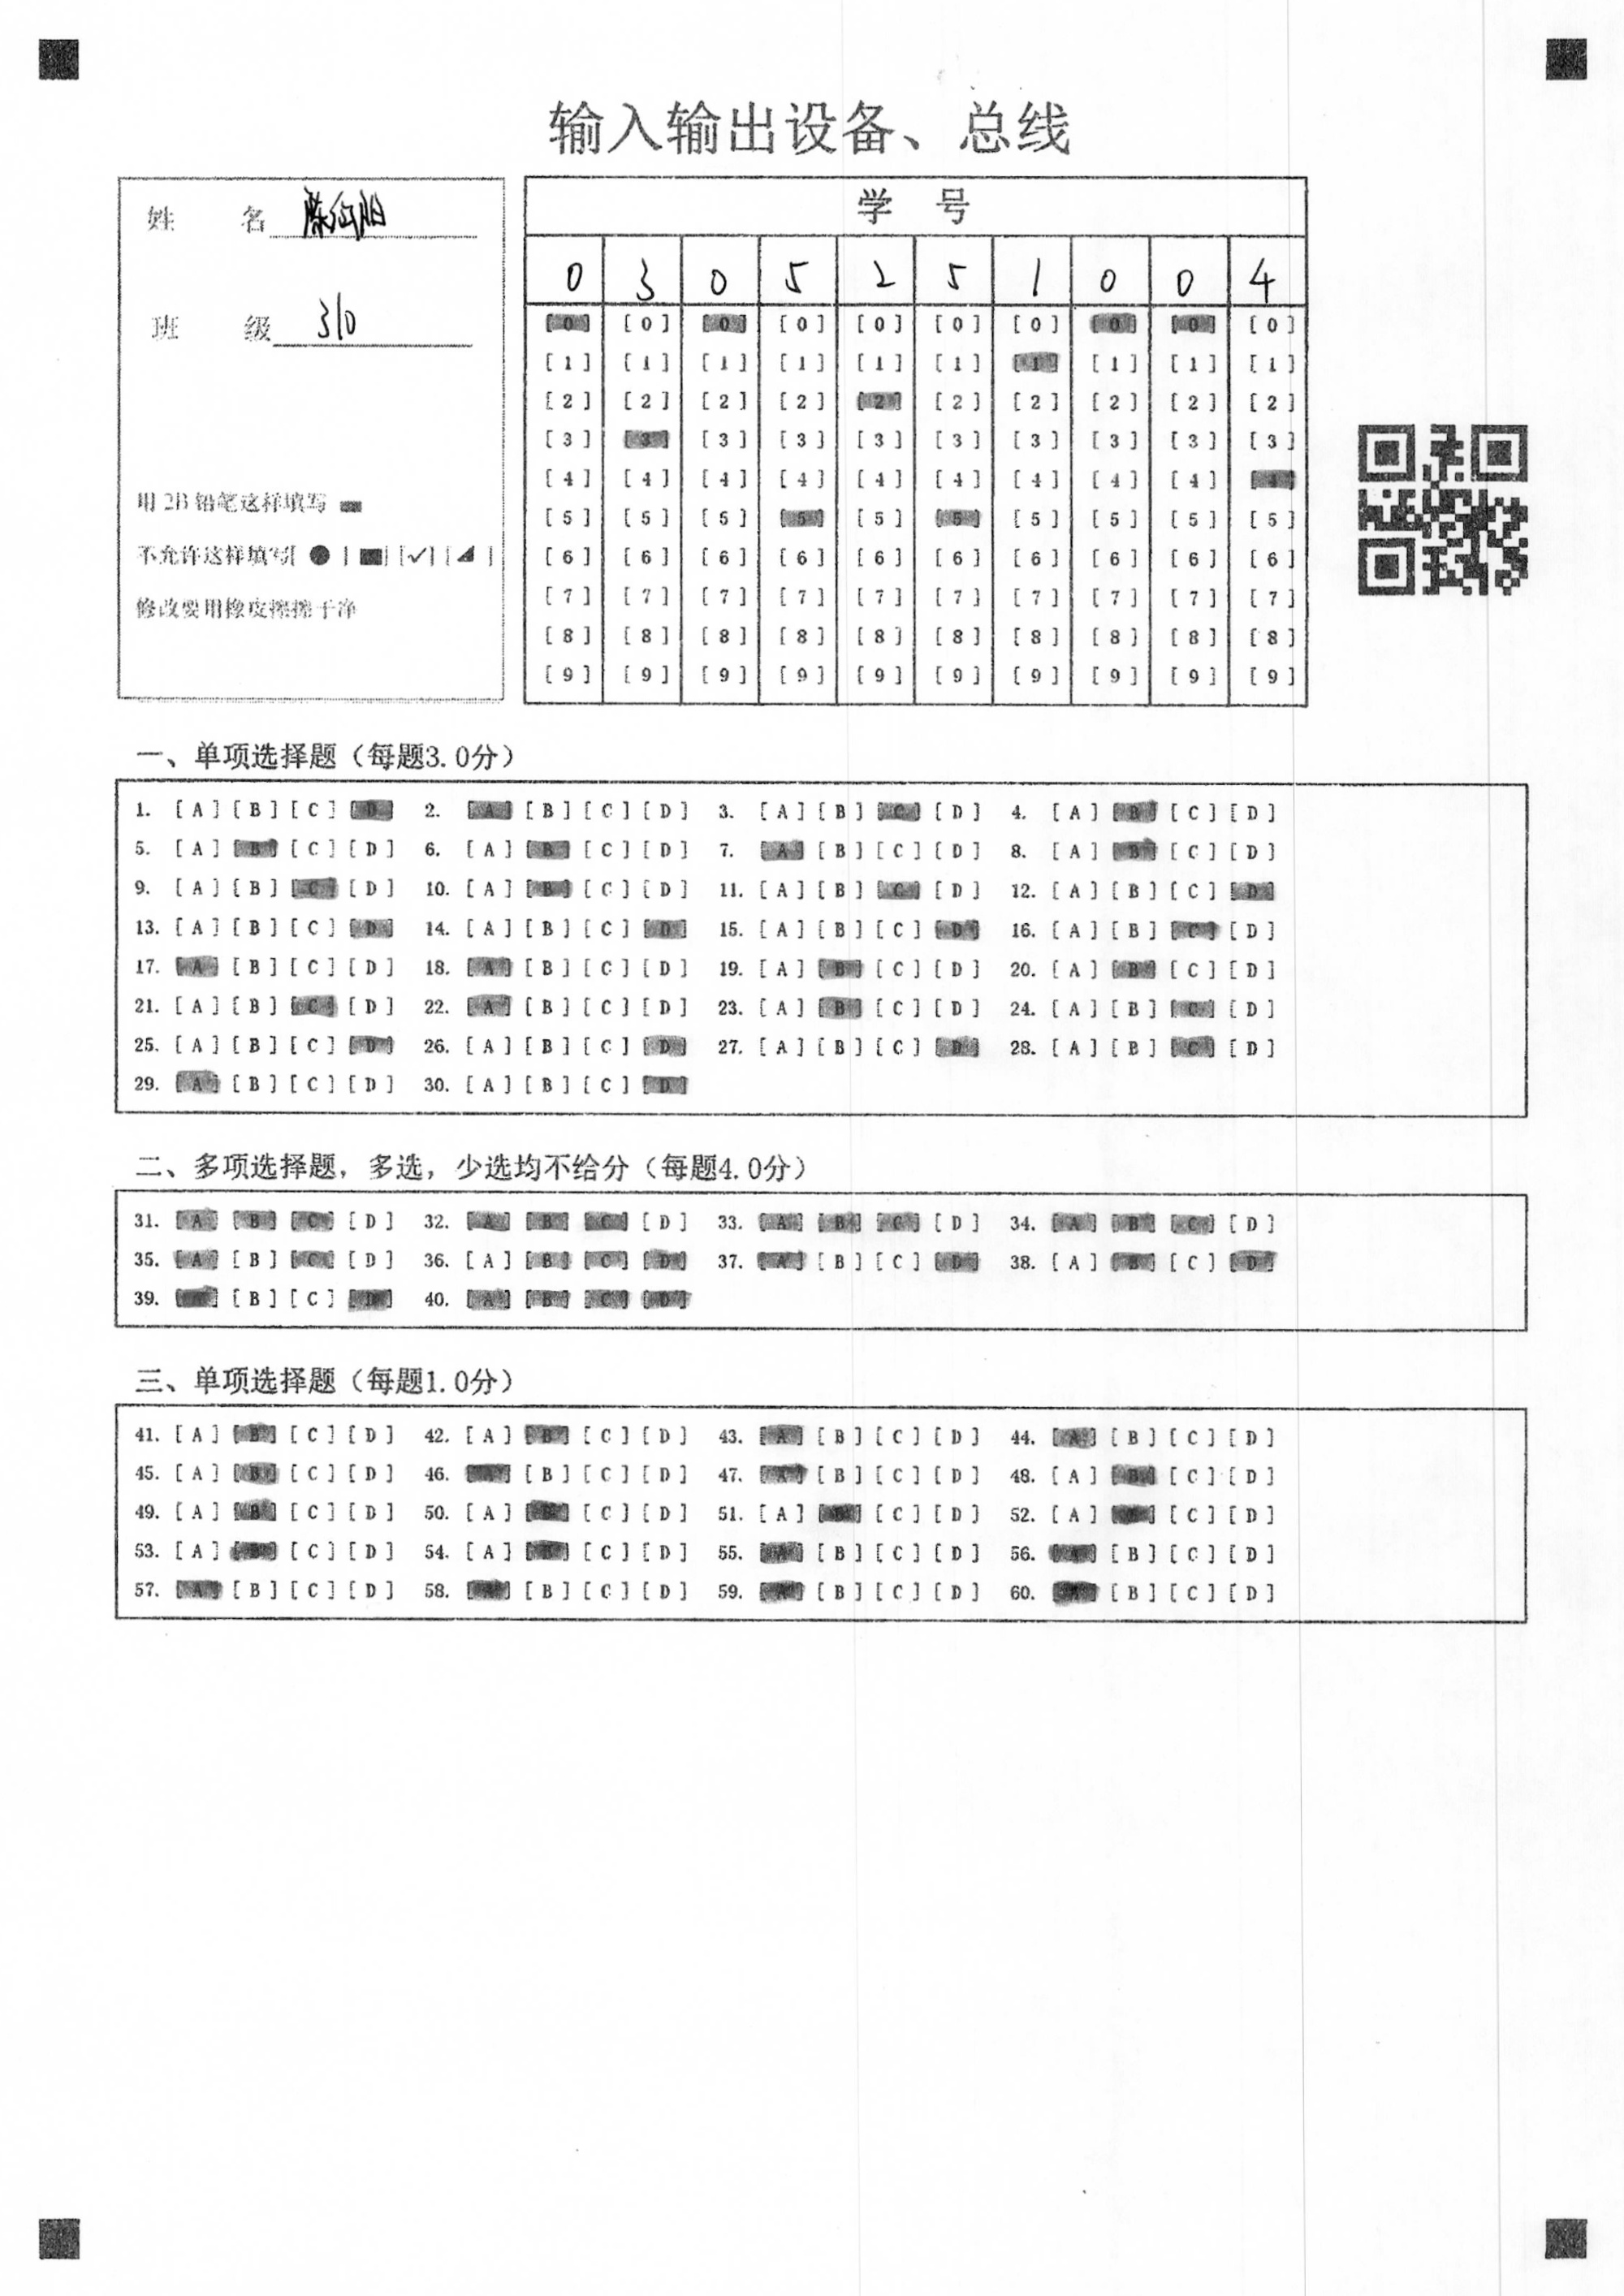 输入输出设备、总线
姓 名
班 级 310
用 2B 铅笔这样填写
不允许这样填写[ ● ] [✓] [ ]
修改要用橡皮擦擦干净
学 号
0 3 0 5 2 5 1 0 0 4
[0] [0] [0] [0] [0] [0] [0] [0] [0] [0]
[1] [1] [1] [1] [1] [1] [1] [1] [1] [1]
[2] [2] [2] [2] [2] [2] [2] [2] [2] [2]
[3] [3] [3] [3] [3] [3] [3] [3] [3] [3]
[4] [4] [4] [4] [4] [4] [4] [4] [4] [4]
[5] [5] [5] [5] [5] [5] [5] [5] [5] [5]
[6] [6] [6] [6] [6] [6] [6] [6] [6] [6]
[7] [7] [7] [7] [7] [7] [7] [7] [7] [7]
[8] [8] [8] [8] [8] [8] [8] [8] [8] [8]
[9] [9] [9] [9] [9] [9] [9] [9] [9] [9]
一、单项选择题（每题3.0分）
1. [A] [B] [C] [D] 2. [A] [B] [C] [D] 3. [A] [B] [C] [D] 4. [A] [B] [C] [D]
5. [A] [B] [C] [D] 6. [A] [B] [C] [D] 7. [A] [B] [C] [D] 8. [A] [B] [C] [D]
9. [A] [B] [C] [D] 10. [A] [B] [C] [D] 11. [A] [B] [C] [D] 12. [A] [B] [C] [D]
13. [A] [B] [C] [D] 14. [A] [B] [C] [D] 15. [A] [B] [C] [D] 16. [A] [B] [C] [D]
17. [A] [B] [C] [D] 18. [A] [B] [C] [D] 19. [A] [B] [C] [D] 20. [A] [B] [C] [D]
21. [A] [B] [C] [D] 22. [A] [B] [C] [D] 23. [A] [B] [C] [D] 24. [A] [B] [C] [D]
25. [A] [B] [C] [D] 26. [A] [B] [C] [D] 27. [A] [B] [C] [D] 28. [A] [B] [C] [D]
29. [A] [B] [C] [D] 30. [A] [B] [C] [D]
二、多项选择题，多选，少选均不给分（每题4.0分）
31. [A] [B] [C] [D] 32. [A] [B] [C] [D] 33. [A] [B] [C] [D] 34. [A] [B] [C] [D]
35. [A] [B] [C] [D] 36. [A] [B] [C] [D] 37. [A] [B] [C] [D] 38. [A] [B] [C] [D]
39. [A] [B] [C] [D] 40. [A] [B] [C] [D]
三、单项选择题（每题1.0分）
41. [A] [B] [C] [D] 42. [A] [B] [C] [D] 43. [A] [B] [C] [D] 44. [A] [B] [C] [D]
45. [A] [B] [C] [D] 46. [A] [B] [C] [D] 47. [A] [B] [C] [D] 48. [A] [B] [C] [D]
49. [A] [B] [C] [D] 50. [A] [B] [C] [D] 51. [A] [B] [C] [D] 52. [A] [B] [C] [D]
53. [A] [B] [C] [D] 54. [A] [B] [C] [D] 55. [A] [B] [C] [D] 56. [A] [B] [C] [D]
57. [A] [B] [C] [D] 58. [A] [B] [C] [D] 59. [A] [B] [C] [D] 60. [A] [B] [C] [D]